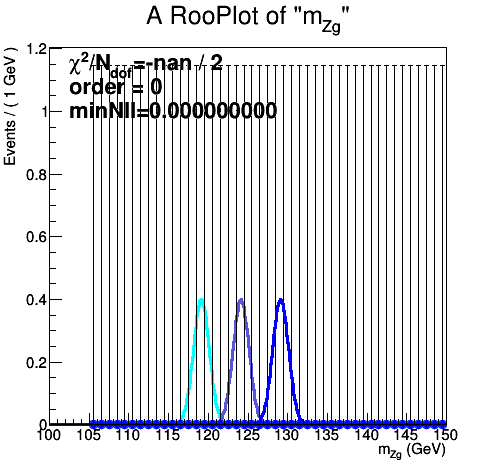 A RooPlot of "m_Zg"
χ²/N_dof=-nan / 2
order = 0
minNll=0.000000000
Events / ( 1 GeV )
1.2
1
0.8
0.6
0.4
0.2
0
100 105 110 115 120 125 130 135 140 145 150
m_Zg (GeV)